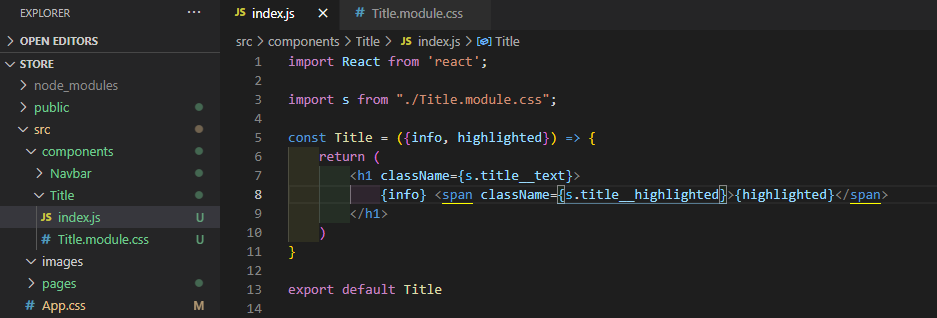 EXPLORER ···
OPEN EDITORS
STORE
node_modules
public
src
components
Navbar
Title
JS index.js U
# Title.module.css U
images
pages
# App.css M
JS index.js × # Title.module.css
src > components > Title > JS index.js > Title
1 import React from 'react';
2
3 import s from "./Title.module.css";
4
5 const Title = ({info, highlighted}) => {
6 return (
7 <h1 className={s.title__text}>
8 {info} <span className={s.title__highlighted}>{highlighted}</span>
9 </h1>
10 )
11 }
12
13 export default Title
14